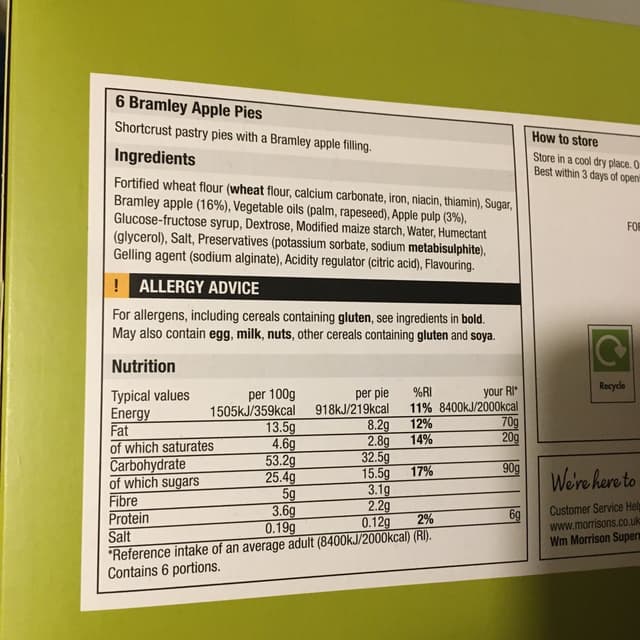 6 Bramley Apple Pies
Shortcrust pastry pies with a Bramley apple filling.
Ingredients
Fortified wheat flour (wheat flour, calcium carbonate, iron, niacin, thiamin), Sugar,
Bramley apple (16%), Vegetable oils (palm, rapeseed), Apple pulp (3%),
Glucose-fructose syrup, Dextrose, Modified maize starch, Water, Humectant
(glycerol), Salt, Preservatives (potassium sorbate, sodium metabisulphite),
Gelling agent (sodium alginate), Acidity regulator (citric acid), Flavouring.
! ALLERGY ADVICE
For allergens, including cereals containing gluten, see ingredients in bold.
May also contain egg, milk, nuts, other cereals containing gluten and soya.
Nutrition
Typical values per 100g per pie %RI your RI*
Energy 1505kJ/359kcal 918kJ/219kcal 11% 8400kJ/2000kcal
Fat 13.5g 8.2g 12% 70g
of which saturates 4.6g 2.8g 14% 20g
Carbohydrate 53.2g 32.5g
of which sugars 25.4g 15.5g 17% 90g
Fibre 5g 3.1g
Protein 3.6g 2.2g
Salt 0.19g 0.12g 2% 6g
*Reference intake of an average adult (8400kJ/2000kcal) (RI).
Contains 6 portions.
How to store
Store in a cool dry place.
Best within 3 days of open
Recycle
We're here to
Customer Service Hel
www.morrisons.co.uk
Wm Morrison Super